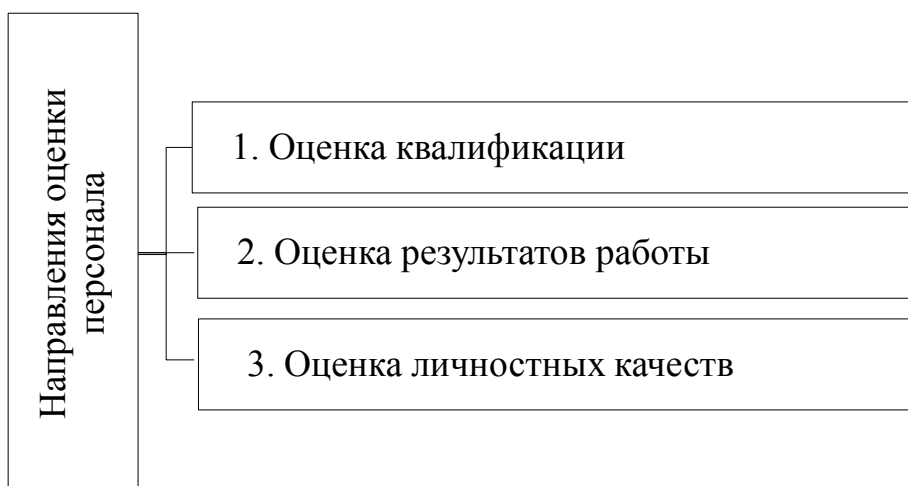 Направления оценки
персонала
1. Оценка квалификации
2. Оценка результатов работы
3. Оценка личностных качеств